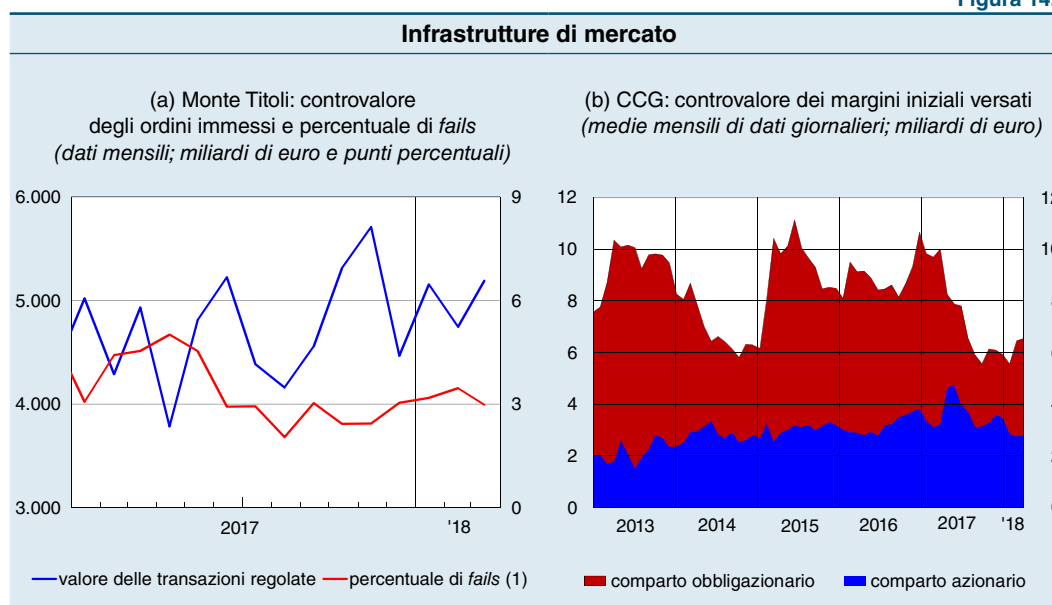 Figura 14.
Infrastrutture di mercato
(a) Monte Titoli: controvalore
degli ordini immessi e percentuale di fails
(dati mensili; miliardi di euro e punti percentuali)
6.000
5.000
4.000
3.000
9
6
3
0
2017
'18
valore delle transazioni regolate
percentuale di fails (1)
(b) CCG: controvalore dei margini iniziali versati
(medie mensili di dati giornalieri; miliardi di euro)
12
10
8
6
4
2
0
12
2013
2014
2015
2016
2017
'18
comparto obbligazionario
comparto azionario